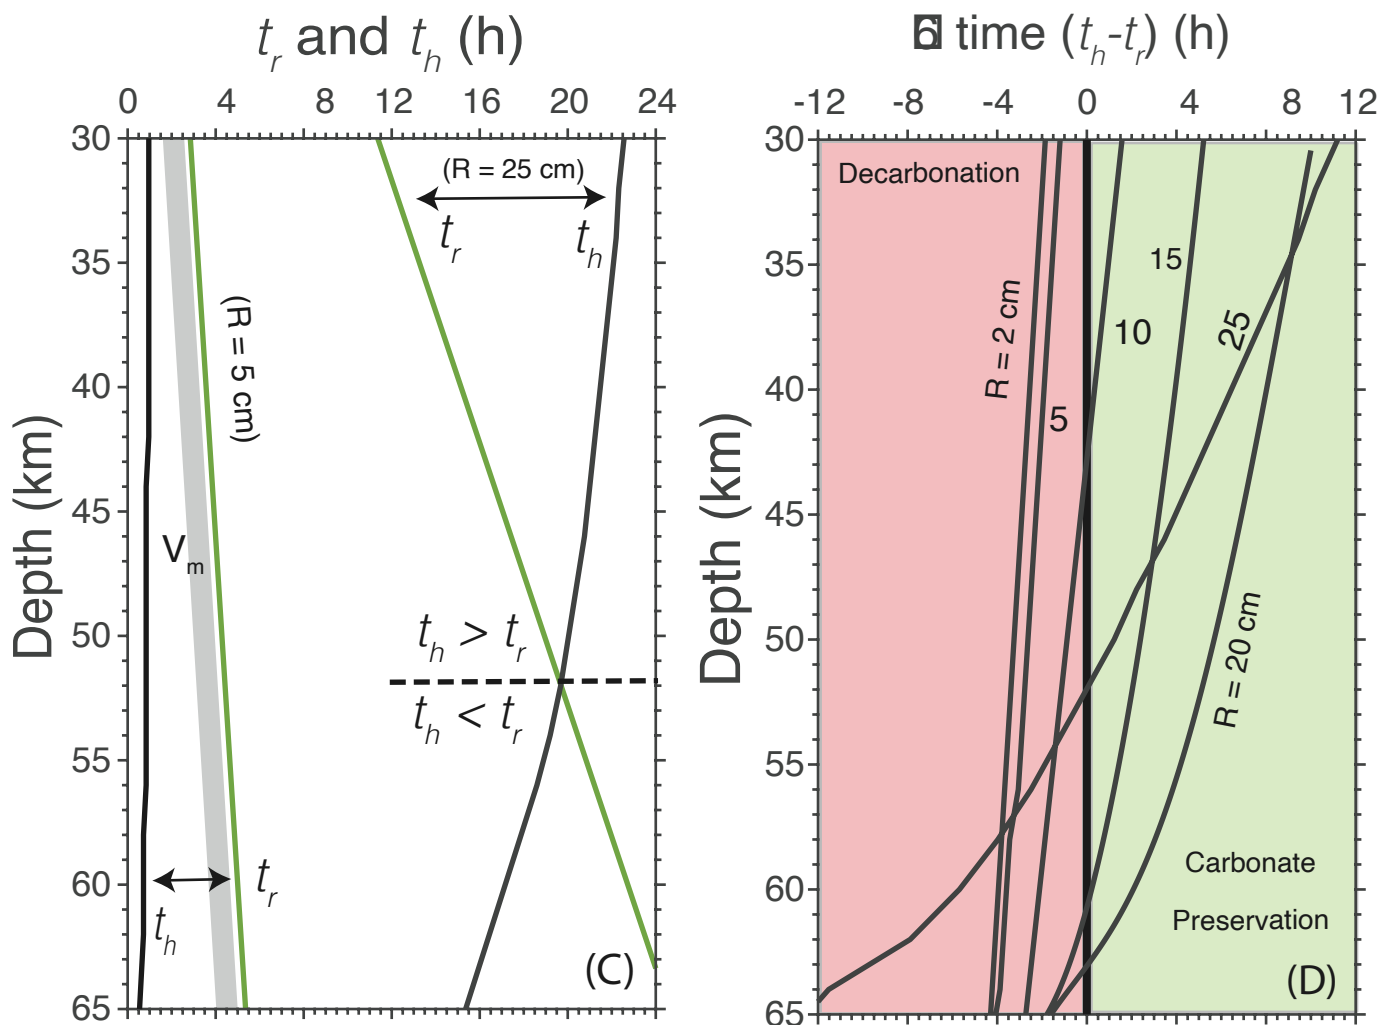 t_r and t_h (h)
0 4 8 12 16 20 24
30
35
40
45
50
55
60
65
Depth (km)
(R = 25 cm)
t_r
t_h
(R = 5 cm)
V_m
t_h > t_r
t_h < t_r
t_r
t_h
(C)
time (t_h-t_r) (h)
-12 -8 -4 0 4 8 12
30
35
40
45
50
55
60
65
Depth (km)
Decarbonation
R = 2 cm
5
10
15
25
R = 20 cm
Carbonate
Preservation
(D)